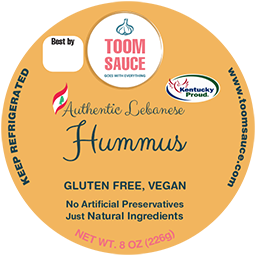 Best by
TOOM
SAUCE
GOES WITH EVERYTHING
Kentucky
Proud.
KEEP REFRIGERATED
www.toomsauce.com
Authentic Lebanese
Hummus
GLUTEN FREE, VEGAN
No Artificial Preservatives
Just Natural Ingredients
NET WT. 8 OZ (226g)